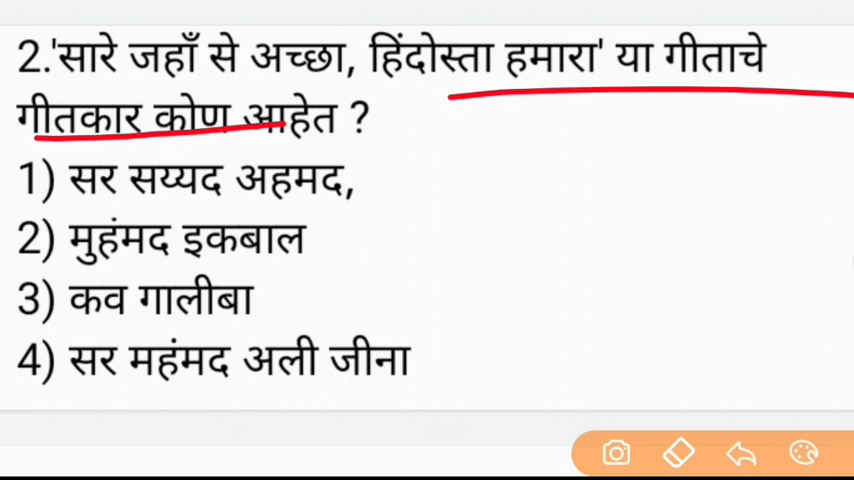 2.'सारे जहाँ से अच्छा, हिंदोस्ता हमारा' या गीताचे
गीतकार कोण आहेत ?
1) सर सय्यद अहमद,
2) मुहंमद इकबाल
3) कव गालीबा
4) सर महंमद अली जीना